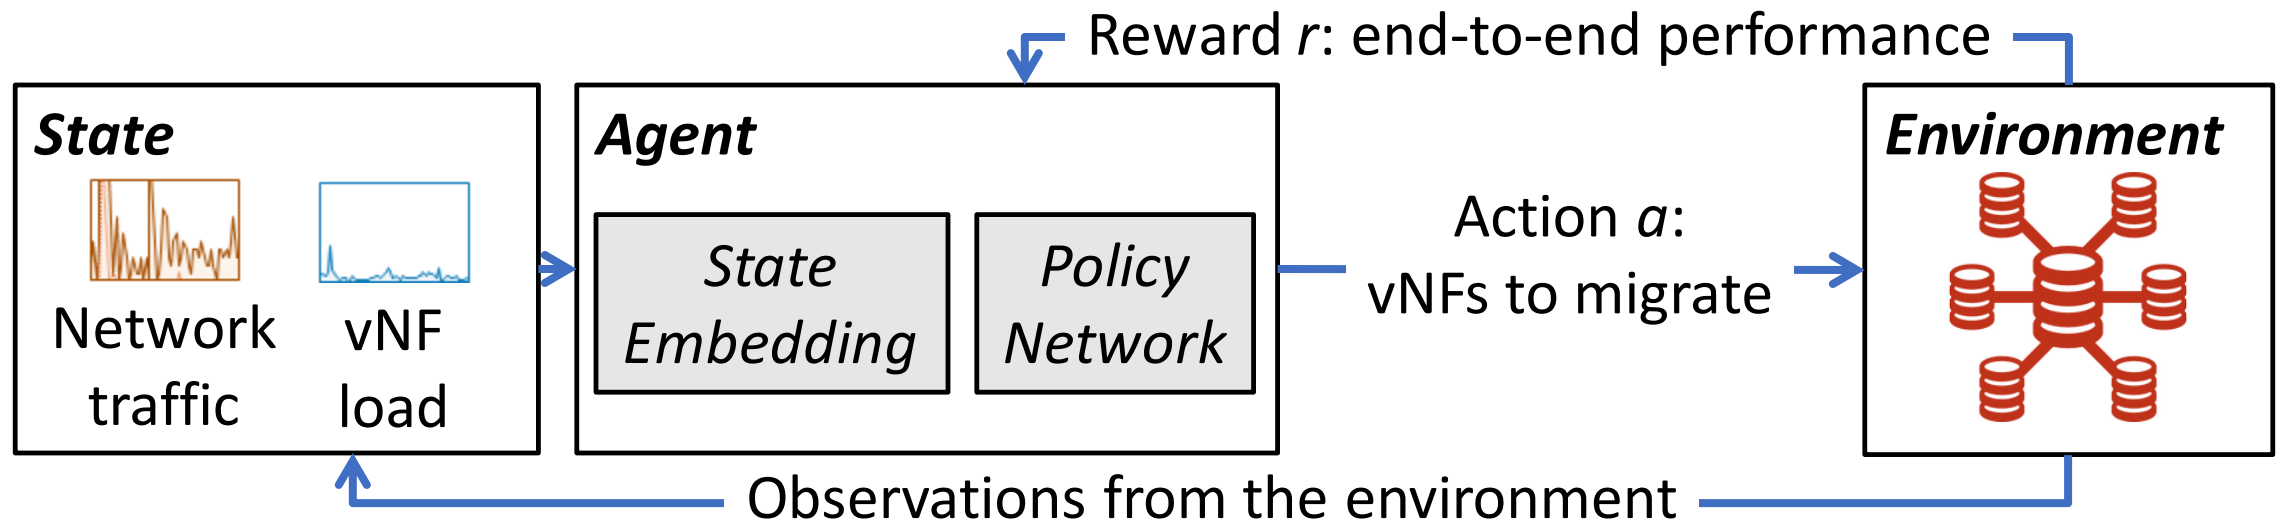 Reward r: end-to-end performance
State
Network
traffic
vNF
load
Agent
State
Embedding
Policy
Network
Action a:
vNFs to migrate
Environment
Observations from the environment